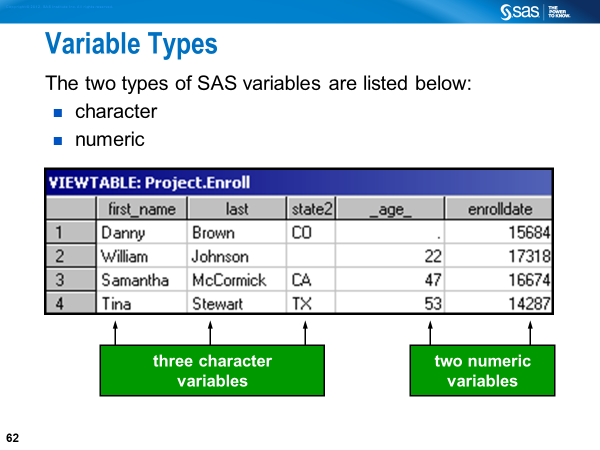 sas THE POWER TO KNOW.
Variable Types
The two types of SAS variables are listed below:
character
numeric
VIEWTABLE: Project.Enroll
first_name last state2 _age_ enrolldate
1 Danny Brown CO . 15684
2 William Johnson 22 17318
3 Samantha McCormick CA 47 16674
4 Tina Stewart TX 53 14287
three character
variables
two numeric
variables
62